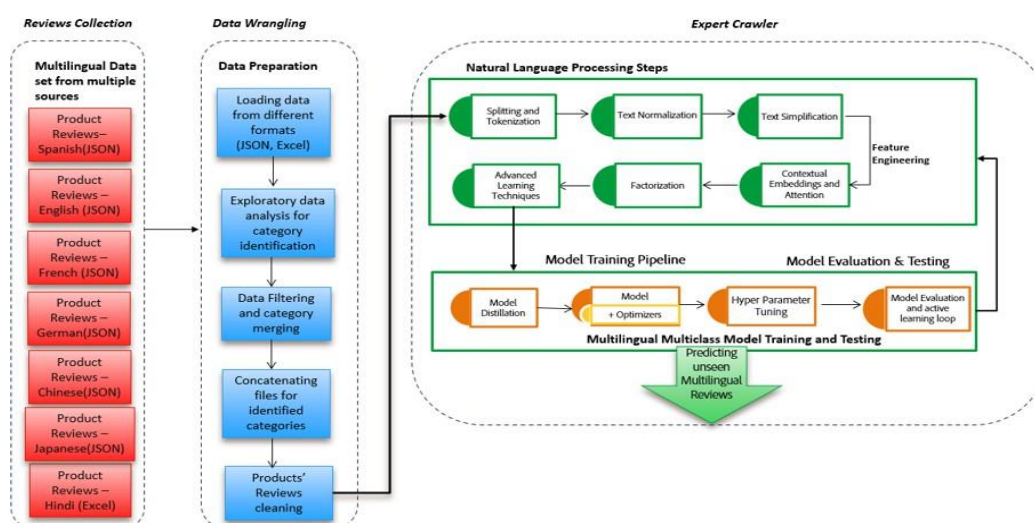 Reviews Collection
Multilingual Data
set from multiple
sources
Product
Reviews–
Spanish(JSON)
Product
Reviews –
English (JSON)
Product
Reviews –
French (JSON)
Product
Reviews –
German(JSON)
Product
Reviews –
Chinese(JSON)
Product
Reviews –
Japanese(JSON)
Product
Reviews –
Hindi (Excel)
Data Wrangling
Data Preparation
Loading data
from different
formats
(JSON, Excel)
Exploratory data
analysis for
category
identification
Data Filtering
and category
merging
Concatenating
files for
identified
categories
Products’
Reviews
cleaning
Expert Crawler
Natural Language Processing Steps
Splitting and
Tokenization
Text Normalization
Text Simplification
Feature
Engineering
Contextual
Embeddings and
Attention
Factorization
Advanced
Learning
Techniques
Model Training Pipeline
Model Evaluation & Testing
Model
Distillation
Model
+ Optimizers
Hyper Parameter
Tuning
Model Evaluation
and active
learning loop
Multilingual Multiclass Model Training and Testing
Predicting
unseen
Multilingual
Reviews